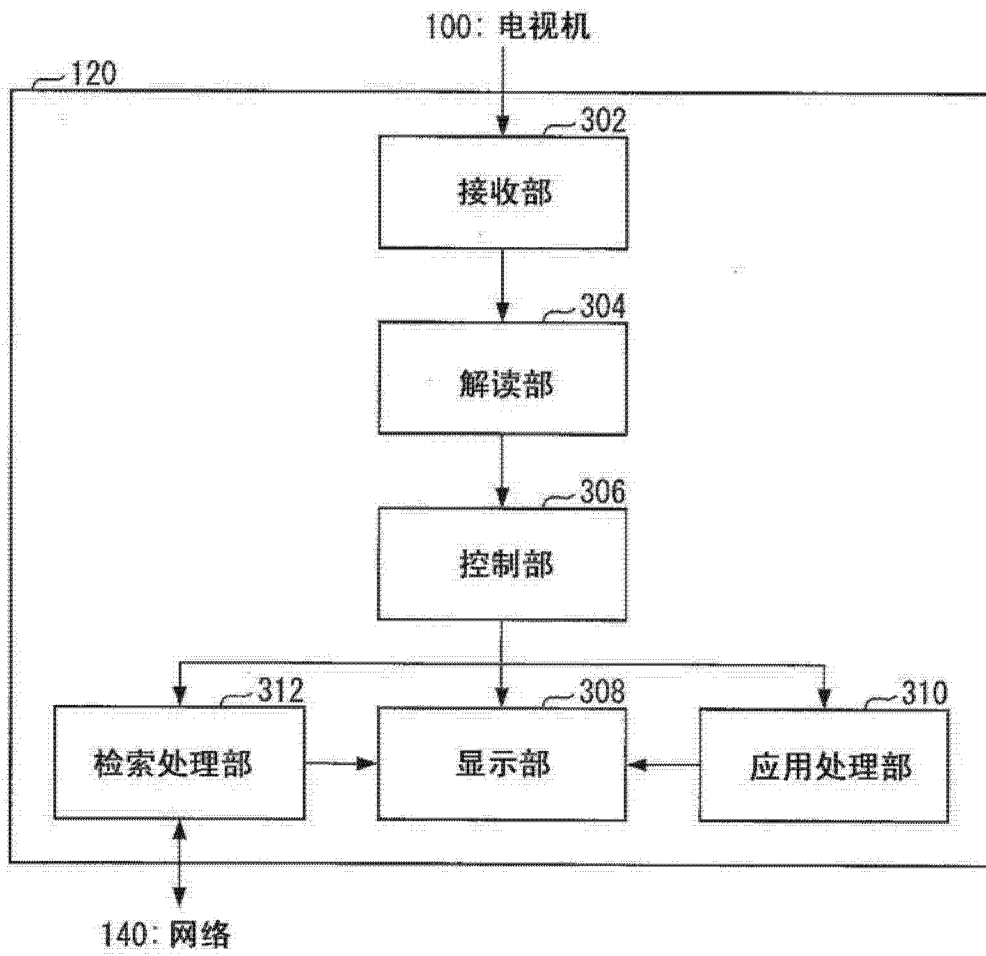 100: 电视机
120
302
接收部
304
解读部
306
控制部
312
检索处理部
308
显示部
310
应用处理部
140: 网络